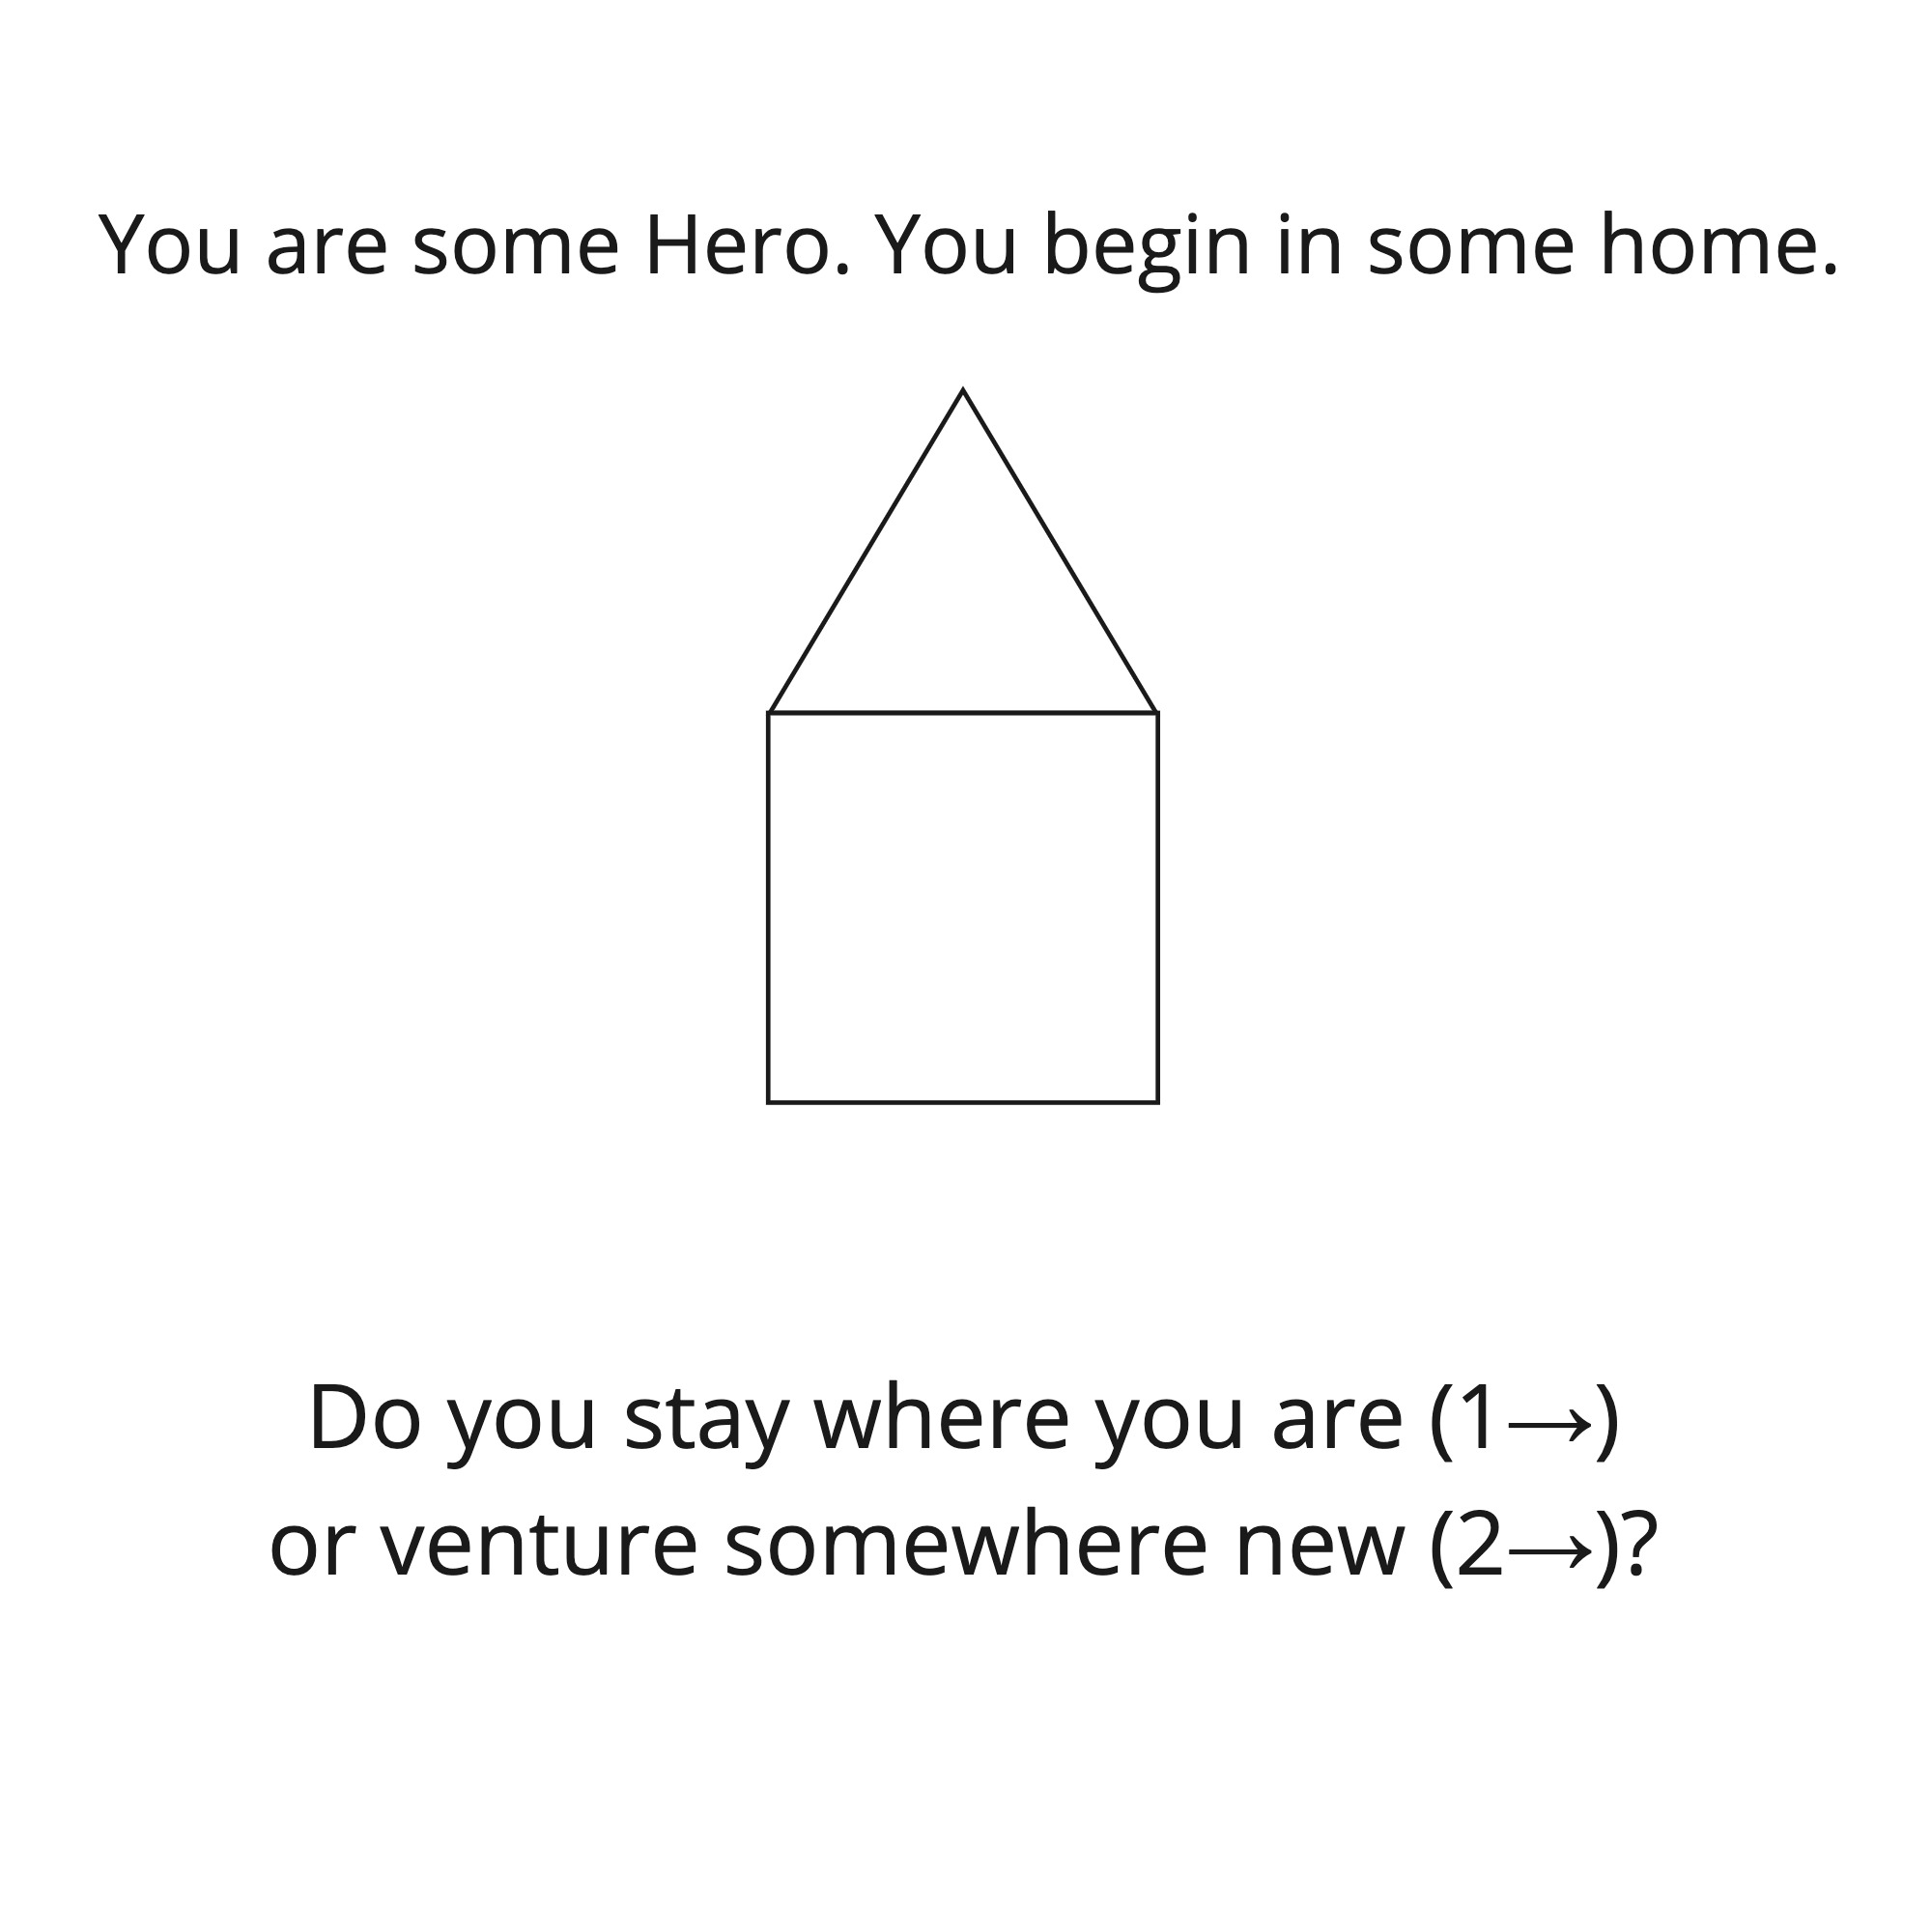 You are some Hero. You begin in some home.
Do you stay where you are (1→)
or venture somewhere new (2→)?